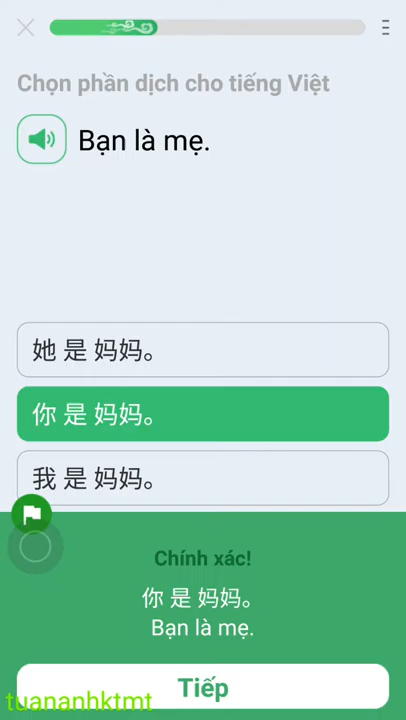 Chọn phần dịch cho tiếng Việt
Bạn là mẹ.
她 是 妈妈。
你 是 妈妈。
我 是 妈妈。
Chính xác!
你 是 妈妈。
Bạn là mẹ.
Tiếp
tuananhktmt